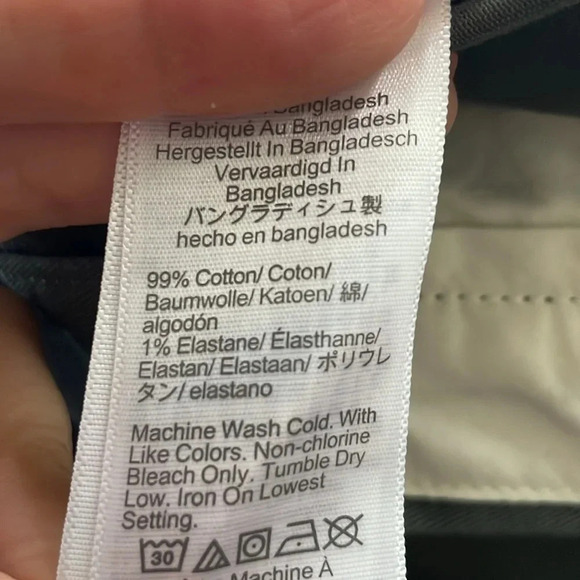 Bangladesh
Fabriqué Au Bangladesh
Hergestellt In Bangladesch
Vervaardigd In
Bangladesh
バングラディシュ製
hecho en bangladesh
99% Cotton/ Coton/
Baumwolle/ Katoen/ 綿/
algodón
1% Elastane/ Élasthanne/
Elastan/ Elastaan/ ポリウレ
タン/ elastano
Machine Wash Cold. With
Like Colors. Non-chlorine
Bleach Only. Tumble Dry
Low. Iron On Lowest
Setting.
30
Machine À